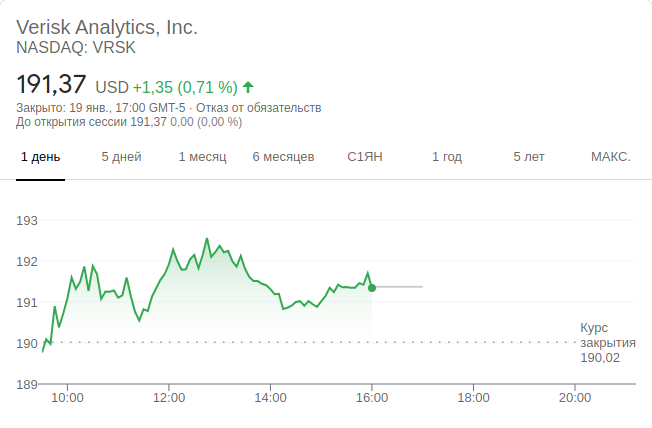 Verisk Analytics, Inc.
NASDAQ: VRSK
191,37 USD +1,35 (0,71 %)
Закрыто: 19 янв., 17:00 GMT-5 · Отказ от обязательств
До открытия сессии 191,37 0,00 (0,00 %)
1 день 5 дней 1 месяц 6 месяцев С1ЯН 1 год 5 лет МАКС.
193
192
191
190
Курс
закрытия
190,02
189
10:00 12:00 14:00 16:00 18:00 20:00